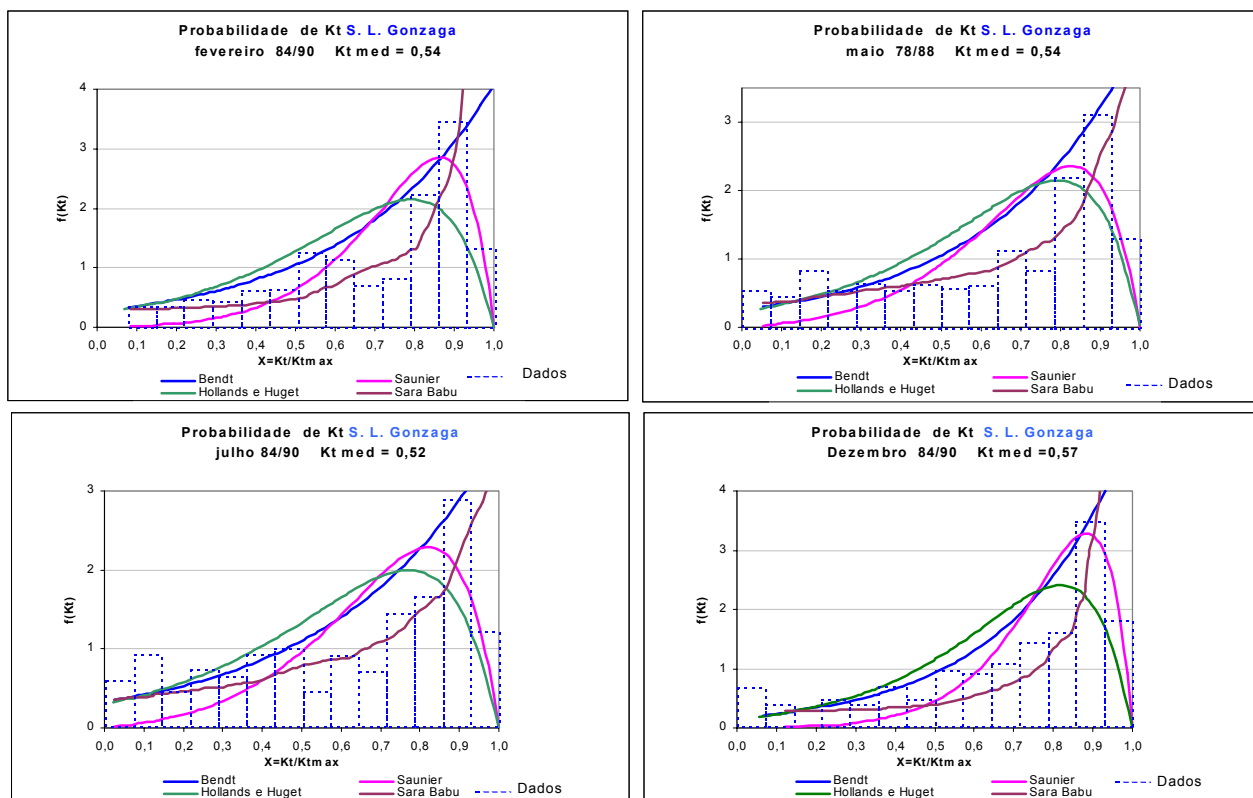 Probabilidade de Kt S. L. Gonzaga
fevereiro 84/90 Kt med = 0,54
4
3
2
1
0
f(Kt)
0,0 0,1 0,2 0,3 0,4 0,5 0,6 0,7 0,8 0,9 1,0
X=Kt/Ktmax
Bendt Saunier Dados
Hollands e Huget Sara Babu
Probabilidade de Kt S. L. Gonzaga
maio 78/88 Kt med = 0,54
3
2
1
0
f(Kt)
0,0 0,1 0,2 0,3 0,4 0,5 0,6 0,7 0,8 0,9 1,0
X=Kt/Ktmax
Bendt Saunier Dados
Hollands e Huget Sara Babu
Probabilidade de Kt S. L. Gonzaga
julho 84/90 Kt med = 0,52
3
2
1
0
f(Kt)
0,0 0,1 0,2 0,3 0,4 0,5 0,6 0,7 0,8 0,9 1,0
X=Kt/Ktmax
Bendt Saunier Dados
Hollands e Huget Sara Babu
Probabilidade de Kt S. L. Gonzaga
Dezembro 84/90 Kt med =0,57
4
3
2
1
0
f(Kt)
0,0 0,1 0,2 0,3 0,4 0,5 0,6 0,7 0,8 0,9 1,0
X=Kt/Ktmax
Bendt Saunier Dados
Hollands e Huget Sara Babu